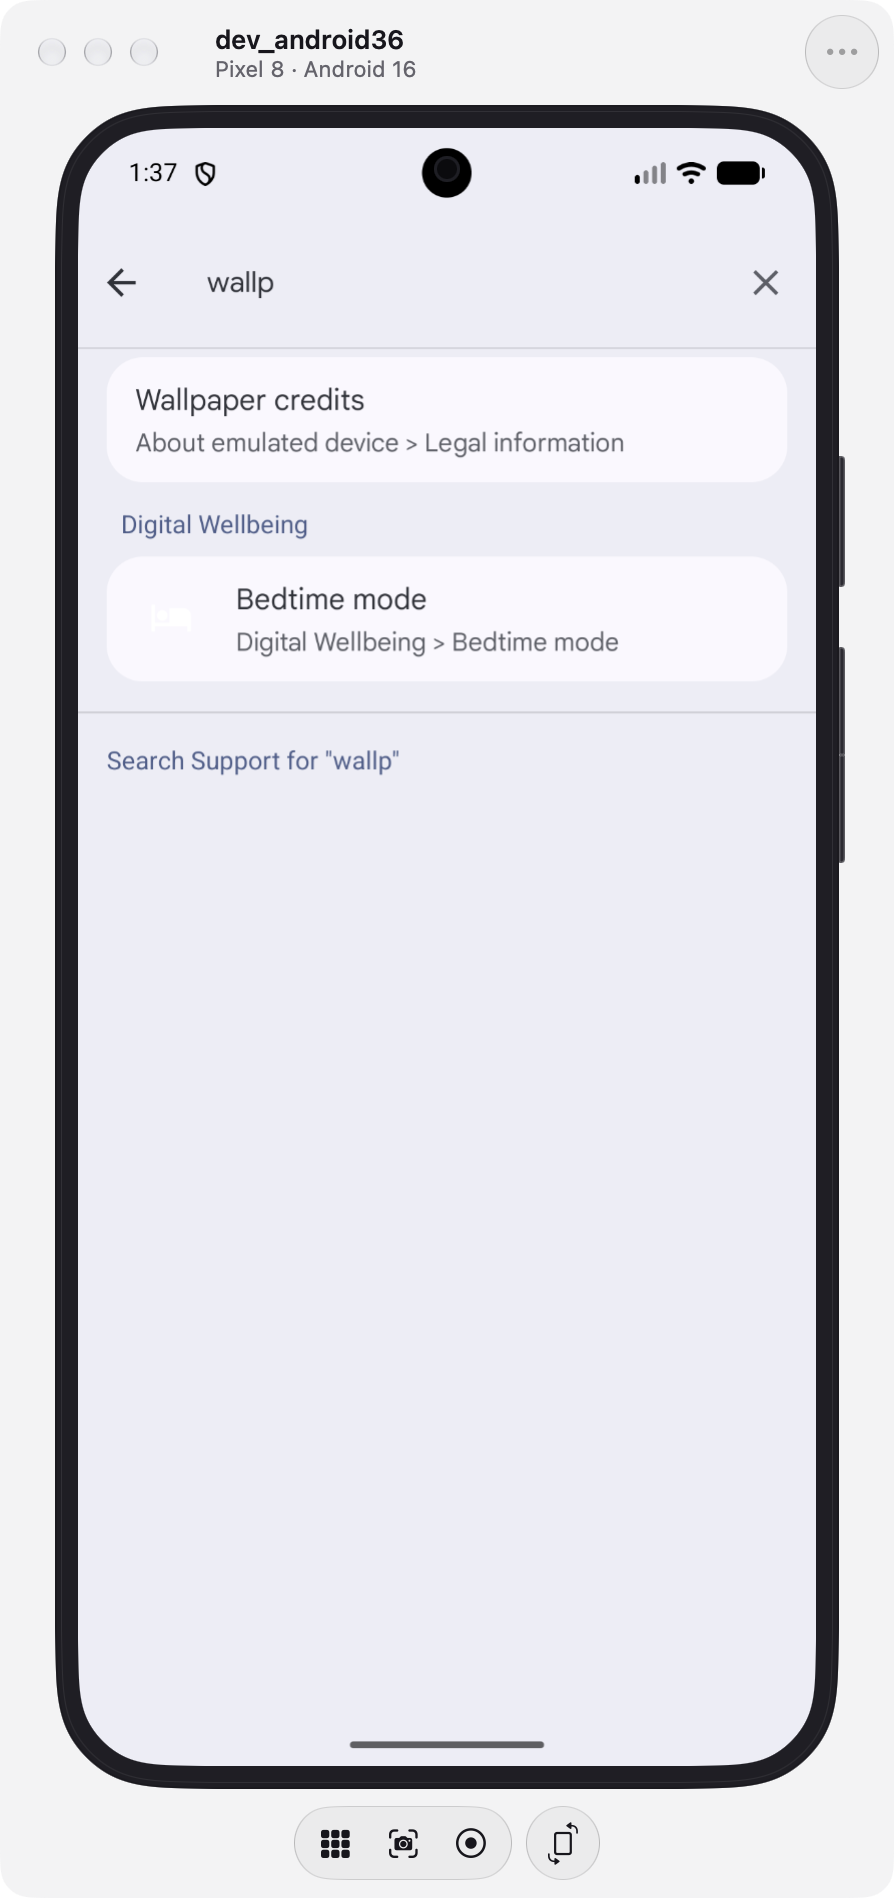 dev_android36
Pixel 8 · Android 16
1:37
wallp
Wallpaper credits
About emulated device > Legal information
Digital Wellbeing
Bedtime mode
Digital Wellbeing > Bedtime mode
Search Support for "wallp"